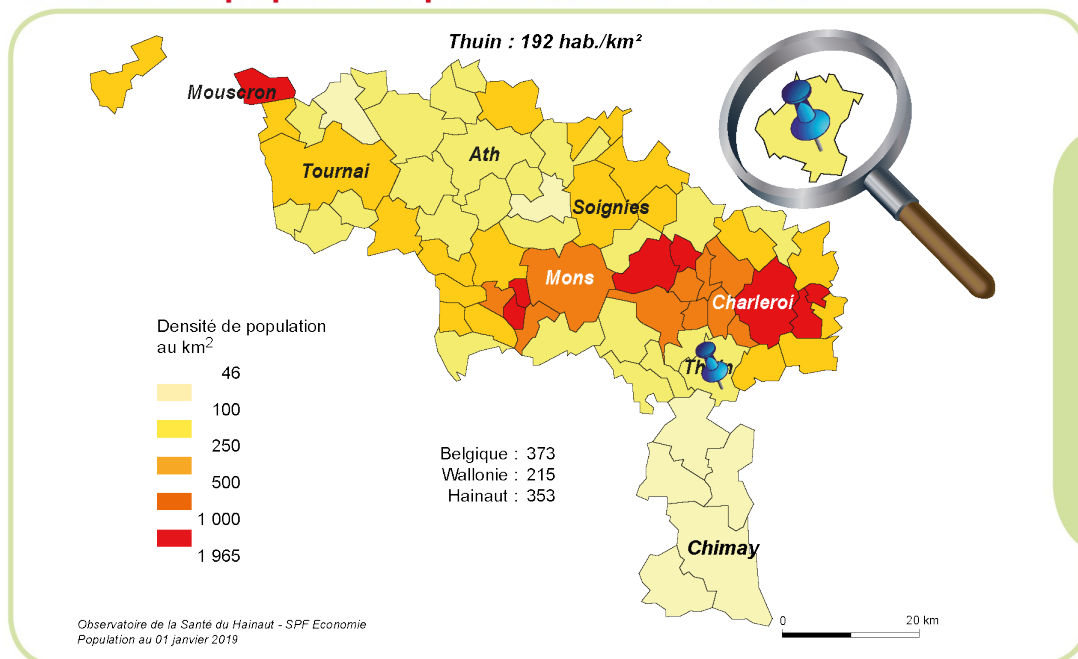 Thuin : 192 hab./km²
Mouscron
Ath
Tournai
Soignies
Mons
Charleroi
Thuin
Densité de population
au km2
46
100
250
500
1 000
1 965
Belgique : 373
Wallonie : 215
Hainaut : 353
Chimay
0 20 km
Observatoire de la Santé du Hainaut - SPF Economie
Population au 01 janvier 2019